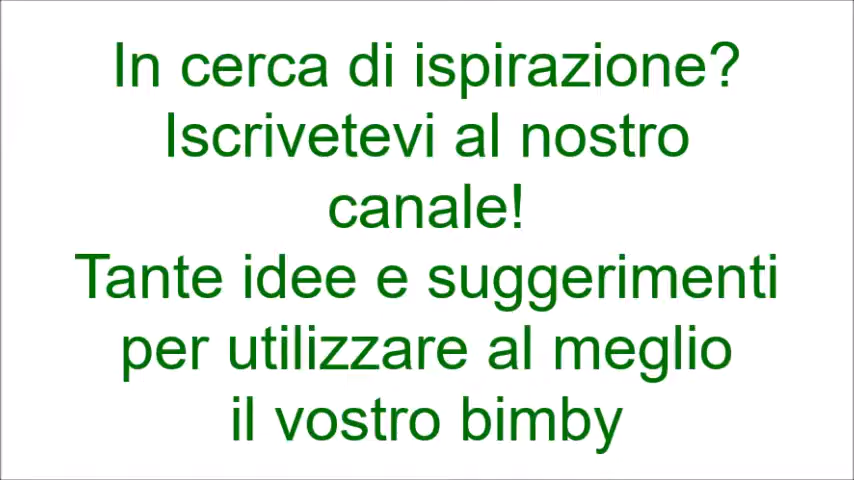 In cerca di ispirazione?
Iscrivetevi al nostro
canale!
Tante idee e suggerimenti
per utilizzare al meglio
il vostro bimby